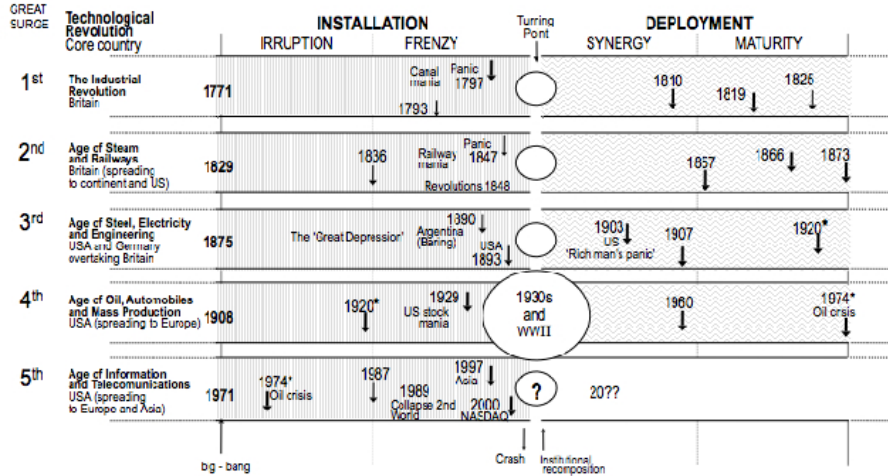 GREAT
SURGE
Technological
Revolution
Core country
INSTALLATION
IRRUPTION
FRENZY
Turring
Pont
DEPLOYMENT
SYNERGY
MATURITY
1st
The Industrial
Revolution
Britain
1771
Canal
mania
1793
Panic
1797
1810
1819
1825
2nd
Age of Steam
and Railways
Britain (spreading
to continent and US)
1829
1836
Railway
mania
Panic
1847
Revolutions 1848
1857
1866
1873
3rd
Age of Steel, Electricity
and Engineering
USA and Germany
overtaking Britain
1875
The 'Great Depression'
1890
Argentina
(Baring)
USA
1893
1903
US
'Rich man's panic'
1907
1920*
4th
Age of Oil, Automobiles
and Mass Production
USA (spreading to Europe)
1908
1920*
1929
US stock
mania
1930s
and
WWII
1960
1974*
Oil crsis
5th
Age of Information
and Telecommunications
USA (spreading
to Europe and Asia)
1971
1974*
Oil crisis
1987
1989
Collapse 2nd
World
1997
Asia
2000
NASDAQ
?
20??
big - bang
Crash
Institutional
recomposition